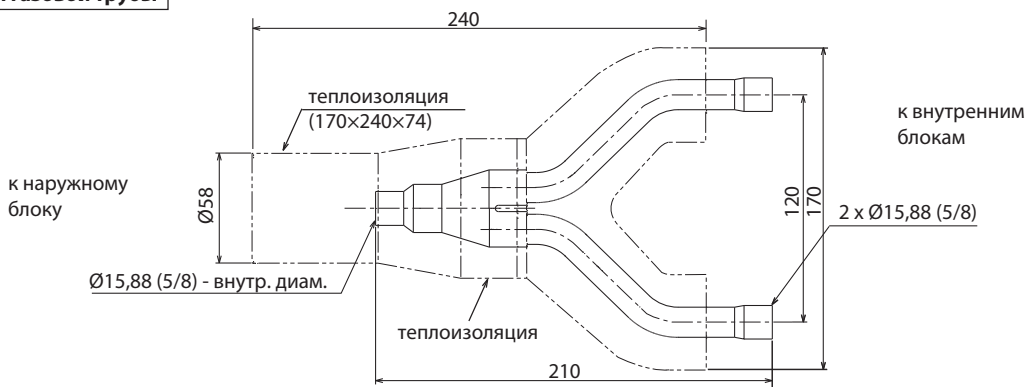 240
теплоизоляция
(170×240×74)
к внутренним
блокам
к наружному
блоку
Ø58
120
170
2 x Ø15,88 (5/8)
Ø15,88 (5/8) - внутр. диам.
теплоизоляция
210